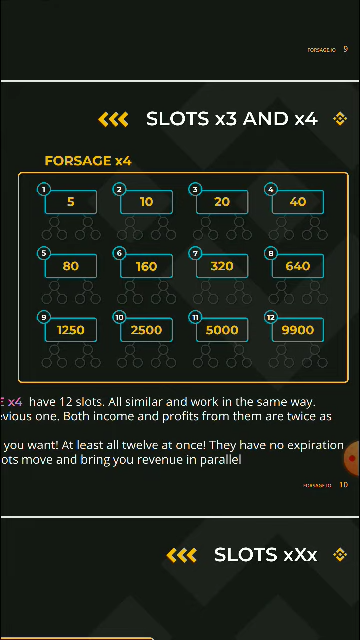 FORSAGE.IO 9
SLOTS x3 AND x4
FORSAGE x4
1 2 3 4
5 10 20 40
5 6 7 8
80 160 320 640
9 10 11 12
1250 2500 5000 9900
E x4 have 12 slots. All similar and work in the same way.
evious one. Both income and profits from them are twice as
you want! At least all twelve at once! They have no expiration
ots move and bring you revenue in parallel
FORSAGE.IO 10
SLOTS xXx